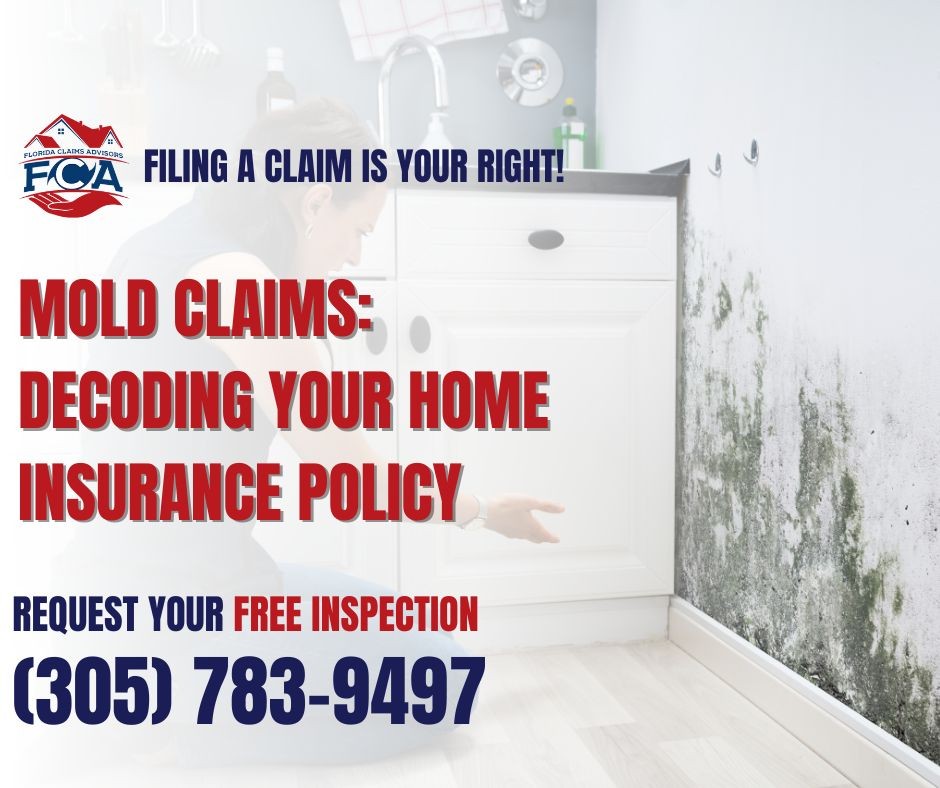 FLORIDA CLAIMS ADVISORS
FCA
FILING A CLAIM IS YOUR RIGHT!
MOLD CLAIMS:
DECODING YOUR HOME
INSURANCE POLICY
REQUEST YOUR FREE INSPECTION
(305) 783-9497